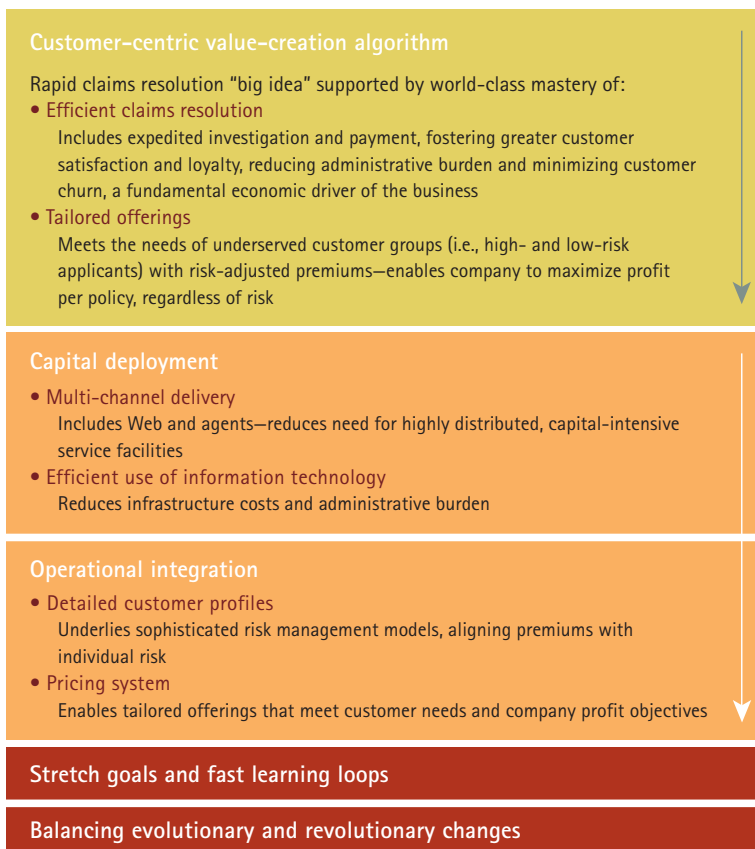 Customer-centric value-creation algorithm
Rapid claims resolution “big idea” supported by world-class mastery of:
• Efficient claims resolution
Includes expedited investigation and payment, fostering greater customer
satisfaction and loyalty, reducing administrative burden and minimizing customer
churn, a fundamental economic driver of the business
• Tailored offerings
Meets the needs of underserved customer groups (i.e., high- and low-risk
applicants) with risk-adjusted premiums—enables company to maximize profit
per policy, regardless of risk
Capital deployment
• Multi-channel delivery
Includes Web and agents—reduces need for highly distributed, capital-intensive
service facilities
• Efficient use of information technology
Reduces infrastructure costs and administrative burden
Operational integration
• Detailed customer profiles
Underlies sophisticated risk management models, aligning premiums with
individual risk
• Pricing system
Enables tailored offerings that meet customer needs and company profit objectives
Stretch goals and fast learning loops
Balancing evolutionary and revolutionary changes